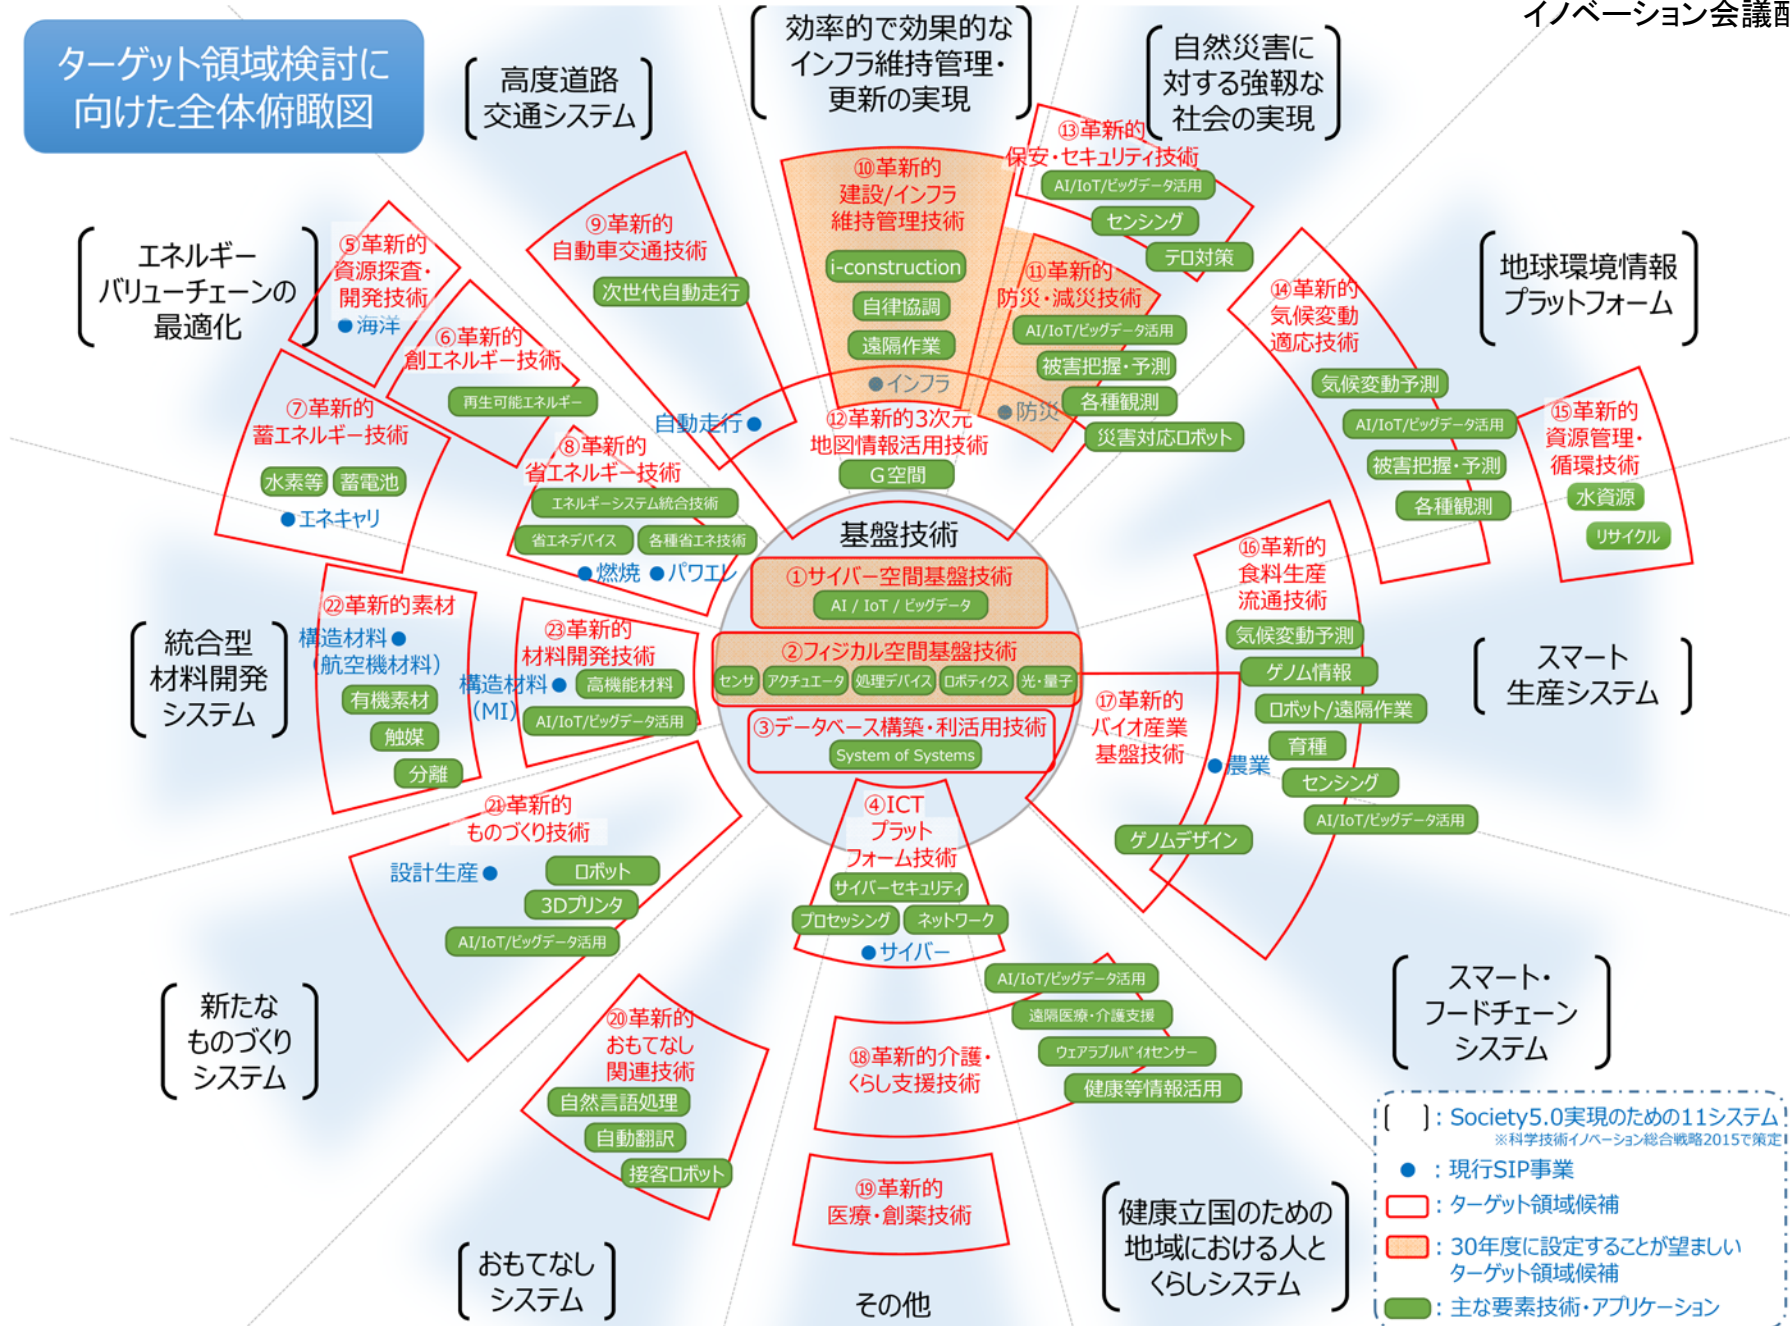 イノベーション会議
ターゲット領域検討に
向けた全体俯瞰図
高度道路
交通システム
効率的で効果的な
インフラ維持管理・
更新の実現
自然災害に
対する強靱な
社会の実現
エネルギー
バリューチェーンの
最適化
地球環境情報
プラットフォーム
統合型
材料開発
システム
スマート
生産システム
新たな
ものづくり
システム
スマート・
フードチェーン
システム
おもてなし
システム
その他
健康立国のための
地域における人と
くらしシステム
基盤技術
①サイバー空間基盤技術
AI / IoT / ビッグデータ
②フィジカル空間基盤技術
センサ
アクチュエータ
処理デバイス
ロボティクス
光・量子
③データベース構築・利活用技術
System of Systems
④ICT
プラット
フォーム技術
サイバーセキュリティ
プロセッシング
ネットワーク
●サイバー
⑤革新的
資源探査・
開発技術
●海洋
⑥革新的
創エネルギー技術
再生可能エネルギー
⑦革新的
蓄エネルギー技術
水素等
蓄電池
●エネキャリ
⑧革新的
省エネルギー技術
エネルギーシステム統合技術
省エネデバイス
各種省エネ技術
●燃焼
●パワエレ
⑨革新的
自動車交通技術
次世代自動走行
自動走行●
⑩革新的
建設/インフラ
維持管理技術
i-construction
自律協調
遠隔作業
●インフラ
⑪革新的
防災・減災技術
AI/IoT/ビッグデータ活用
被害把握・予測
各種観測
災害対応ロボット
●防災
⑫革新的3次元
地図情報活用技術
G空間
⑬革新的
保安・セキュリティ技術
AI/IoT/ビッグデータ活用
センシング
テロ対策
⑭革新的
気候変動
適応技術
気候変動予測
AI/IoT/ビッグデータ活用
被害把握・予測
各種観測
⑮革新的
資源管理・
循環技術
水資源
リサイクル
⑯革新的
食料生産
流通技術
気候変動予測
ゲノム情報
ロボット/遠隔作業
育種
センシング
AI/IoT/ビッグデータ活用
●農業
⑰革新的
バイオ産業
基盤技術
ゲノムデザイン
⑱革新的介護・
くらし支援技術
AI/IoT/ビッグデータ活用
遠隔医療・介護支援
ウェアラブルバイオセンサー
健康等情報活用
⑲革新的
医療・創薬技術
⑳革新的
おもてなし
関連技術
自然言語処理
自動翻訳
接客ロボット
㉑革新的
ものづくり技術
設計生産●
ロボット
3Dプリンタ
AI/IoT/ビッグデータ活用
㉒革新的素材
構造材料●
（航空機材料）
有機素材
触媒
分離
㉓革新的
材料開発技術
構造材料●
（MI）
高機能材料
AI/IoT/ビッグデータ活用
[ ]：Society5.0実現のための11システム
※科学技術イノベーション総合戦略2015で策定
●：現行SIP事業
：ターゲット領域候補
：30年度に設定することが望ましい
ターゲット領域候補
：主な要素技術・アプリケーション